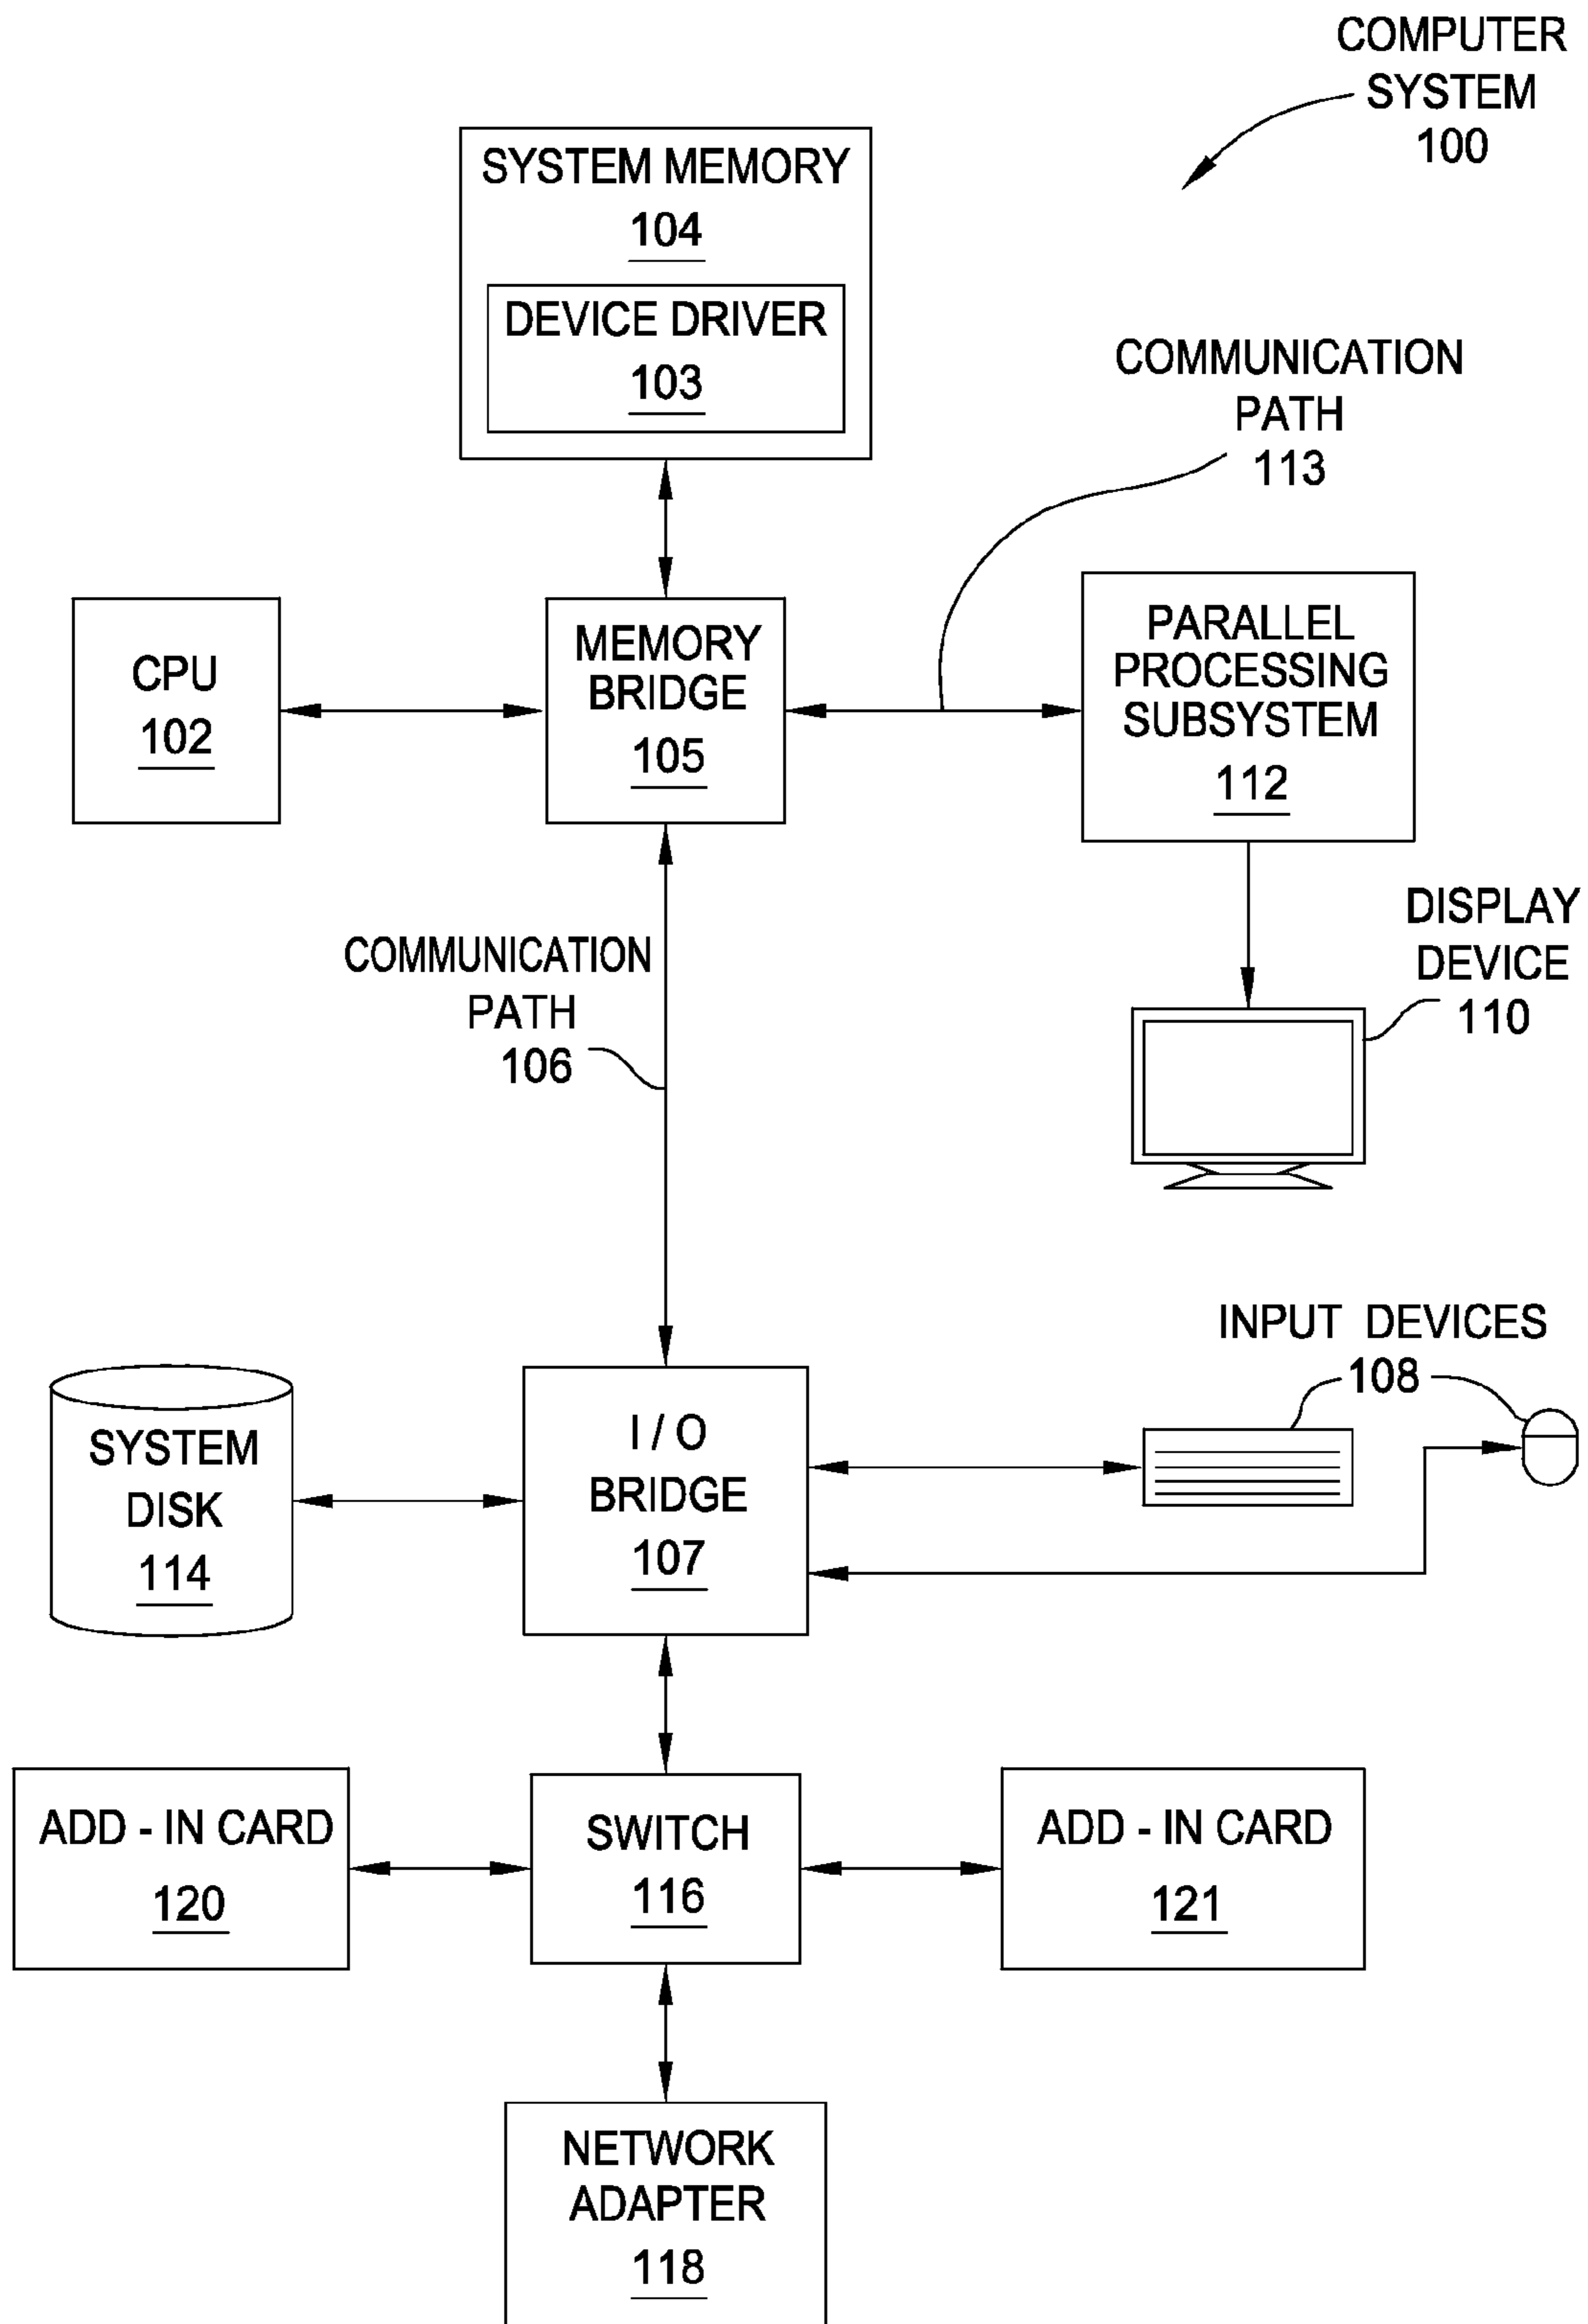 COMPUTER
SYSTEM
100
SYSTEM MEMORY
104
DEVICE DRIVER
103
COMMUNICATION
PATH
113
CPU
102
MEMORY
BRIDGE
105
PARALLEL
PROCESSING
SUBSYSTEM
112
COMMUNICATION
PATH
106
DISPLAY
DEVICE
110
INPUT DEVICES
108
SYSTEM
DISK
114
I / O
BRIDGE
107
ADD - IN CARD
120
SWITCH
116
ADD - IN CARD
121
NETWORK
ADAPTER
118